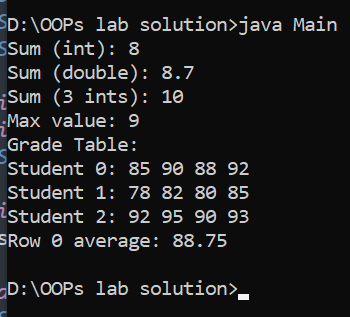 D:\OOPs lab solution>java Main
Sum (int): 8
Sum (double): 8.7
Sum (3 ints): 10
Max value: 9
Grade Table:
Student 0: 85 90 88 92
Student 1: 78 82 80 85
Student 2: 92 95 90 93
Row 0 average: 88.75
D:\OOPs lab solution>